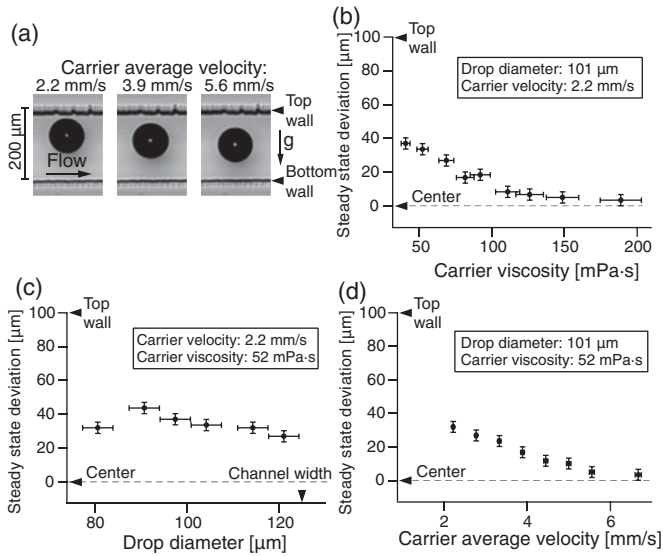 (a)
Carrier average velocity:
2.2 mm/s 3.9 mm/s 5.6 mm/s
200 µm
Flow
Top
wall
g
Bottom
wall
(b)
Steady state deviation [µm]
100
80
60
40
20
0
Top
wall
Drop diameter: 101 µm
Carrier velocity: 2.2 mm/s
Center
50 100 150 200
Carrier viscosity [mPa·s]
(c)
Steady state deviation [µm]
100
80
60
40
20
0
Top
wall
Carrier velocity: 2.2 mm/s
Carrier viscosity: 52 mPa·s
Center
Channel width
80 100 120
Drop diameter [µm]
(d)
Steady state deviation [µm]
100
80
60
40
20
0
Top
wall
Drop diameter: 101 µm
Carrier viscosity: 52 mPa·s
Center
2 4 6
Carrier average velocity [mm/s]